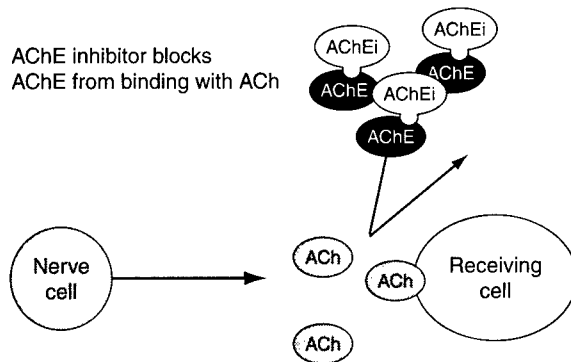 AChE inhibitor blocks
AChE from binding with ACh
AChEi
AChEi
AChE
AChE
AChEi
AChE
Nerve
cell
ACh
ACh
Receiving
cell
ACh